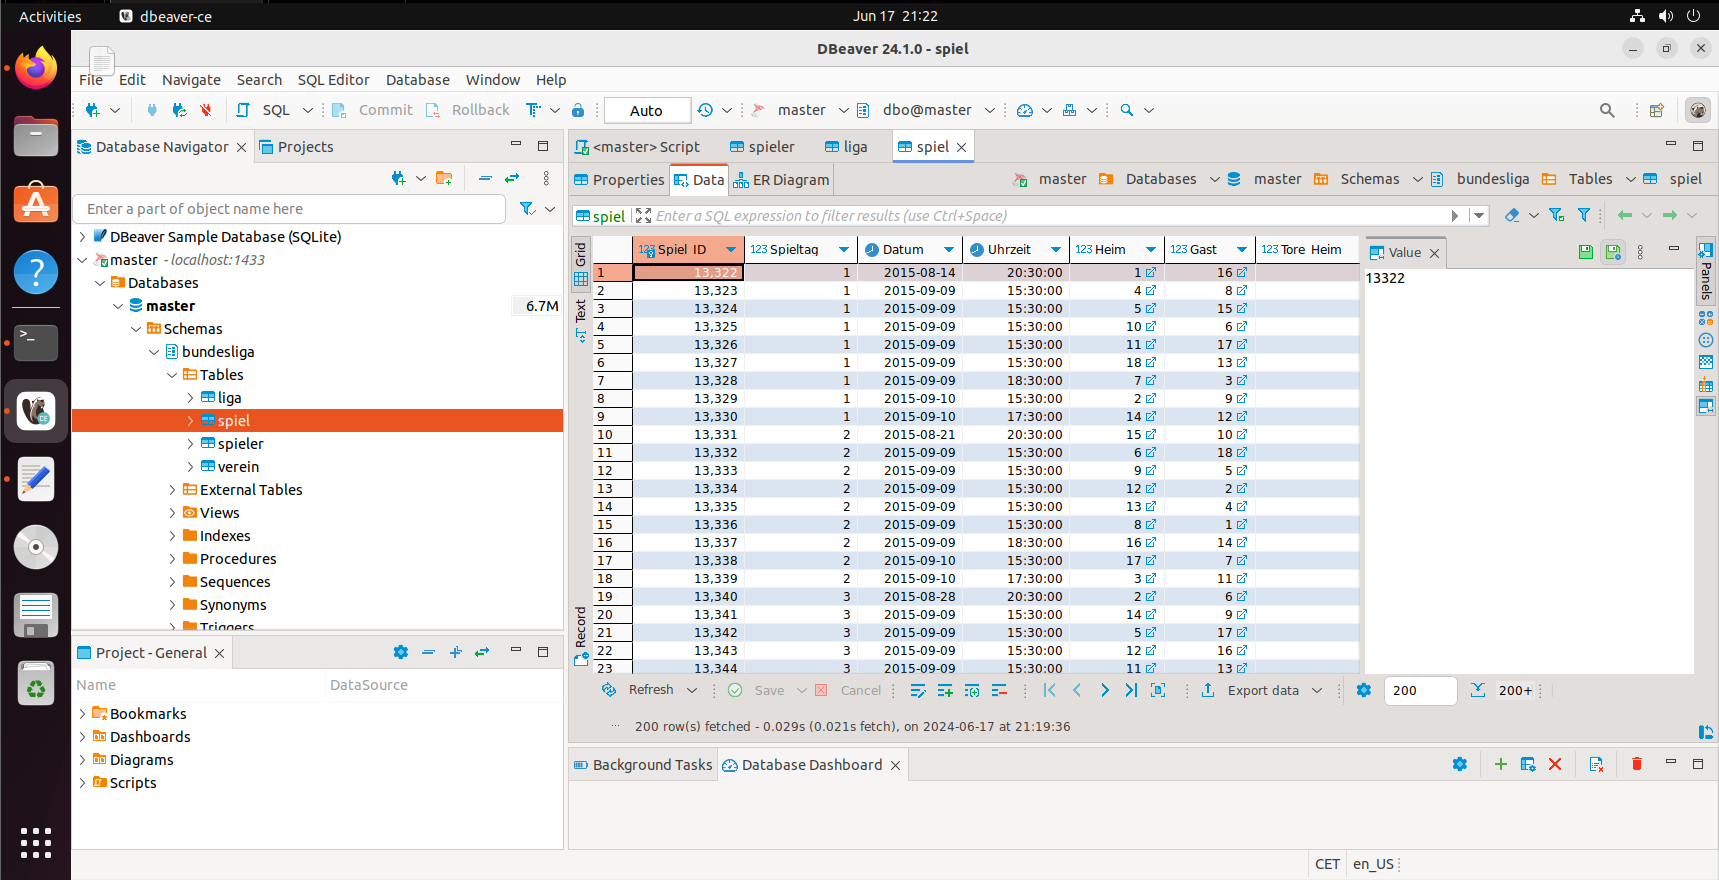 Activities
dbeaver-ce
Jun 17 21:22
DBeaver 24.1.0 - spiel
File Edit Navigate Search SQL Editor Database Window Help
SQL Commit Rollback Auto master dbo@master
Database Navigator Projects
Enter a part of object name here
DBeaver Sample Database (SQLite)
master - localhost:1433
Databases
master 6.7M
Schemas
bundesliga
Tables
liga
spiel
spieler
verein
External Tables
Views
Indexes
Procedures
Sequences
Synonyms
Triggers
Project - General
Name DataSource
Bookmarks
Dashboards
Diagrams
Scripts
<master> Script spieler liga spiel
Properties Data ER Diagram master Databases master Schemas bundesliga Tables spiel
spiel Enter a SQL expression to filter results (use Ctrl+Space)
Grid
Text
Record
123 Spiel_ID 123 Spieltag Datum Uhrzeit 123 Heim 123 Gast 123 Tore_Heim
1 13,322 1 2015-08-14 20:30:00 1 16
2 13,323 1 2015-09-09 15:30:00 4 8
3 13,324 1 2015-09-09 15:30:00 5 15
4 13,325 1 2015-09-09 15:30:00 10 6
5 13,326 1 2015-09-09 15:30:00 11 17
6 13,327 1 2015-09-09 15:30:00 18 13
7 13,328 1 2015-09-09 18:30:00 7 3
8 13,329 1 2015-09-10 15:30:00 2 9
9 13,330 1 2015-09-10 17:30:00 14 12
10 13,331 2 2015-08-21 20:30:00 15 10
11 13,332 2 2015-09-09 15:30:00 6 18
12 13,333 2 2015-09-09 15:30:00 9 5
13 13,334 2 2015-09-09 15:30:00 12 2
14 13,335 2 2015-09-09 15:30:00 13 4
15 13,336 2 2015-09-09 15:30:00 8 1
16 13,337 2 2015-09-09 18:30:00 16 14
17 13,338 2 2015-09-10 15:30:00 17 7
18 13,339 2 2015-09-10 17:30:00 3 11
19 13,340 3 2015-08-28 20:30:00 2 6
20 13,341 3 2015-09-09 15:30:00 14 9
21 13,342 3 2015-09-09 15:30:00 5 17
22 13,343 3 2015-09-09 15:30:00 12 16
23 13,344 3 2015-09-09 15:30:00 11 13
Value
13322
Panels
Refresh Save Cancel Export data 200 200+
200 row(s) fetched - 0.029s (0.021s fetch), on 2024-06-17 at 21:19:36
Background Tasks Database Dashboard
CET en_US